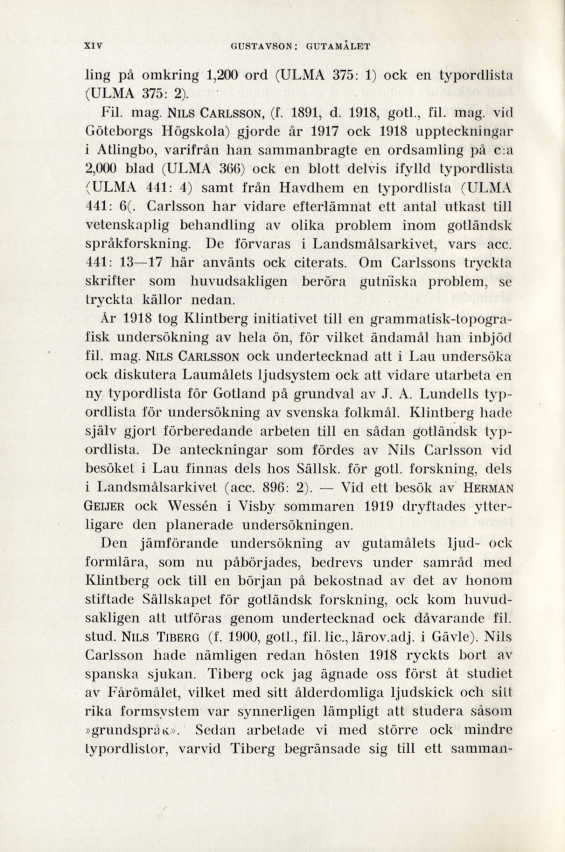 XIV GUSTAVSON: GUTAMÅLET
ling på omkring 1,200 ord (ULMA 375: 1) ock en typordlista
(ULMA 375: 2).
Fil. mag. NILS CARLSSON, (f. 1891, d. 1918, gotl., fil. mag. vid
Göteborgs Högskola) gjorde år 1917 ock 1918 uppteckningar
i Atlingbo, varifrån han sammanbragte en ordsamling på c:a
2,000 blad (ULMA 366) ock en blott delvis ifylld typordlista
(ULMA 441: 4) samt från Havdhem en typordlista (ULMA
441: 6(. Carlsson har vidare efterlämnat ett antal utkast till
vetenskaplig behandling av olika problem inom gotländsk
språkforskning. De förvaras i Landsmålsarkivet, vars acc.
441: 13—17 här använts ock citerats. Om Carlssons tryckta
skrifter som huvudsakligen beröra gutniska problem, se
tryckta källor nedan.
År 1918 tog Klintberg initiativet till en grammatisk-topogra-
fisk undersökning av hela ön, för vilket ändamål han inbjöd
fil. mag. NILS CARLSSON ock undertecknad att i Lau undersöka
ock diskutera Laumålets ljudsystem ock att vidare utarbeta en
ny typordlista för Gotland på grundval av J. A. Lundells typ-
ordlista för undersökning av svenska folkmål. Klintberg hade
själv gjort förberedande arbeten till en sådan gotländsk typ-
ordlista. De anteckningar som fördes av Nils Carlsson vid
besöket i Lau finnas dels hos Sällsk. för gotl. forskning, dels
i Landsmålsarkivet (acc. 896: 2). — Vid ett besök av HERMAN
GEIJER ock Wessén i Visby sommaren 1919 dryftades ytter-
ligare den planerade undersökningen.
Den jämförande undersökning av gutamålets ljud- ock
formlära, som nu påbörjades, bedrevs under samråd med
Klintberg ock till en början på bekostnad av det av honom
stiftade Sällskapet för gotländsk forskning, ock kom huvud-
sakligen att utföras genom undertecknad ock dåvarande fil.
stud. NILS TIBERG (f. 1900, gotl., fil. lic., lärov.adj. i Gävle). Nils
Carlsson hade nämligen redan hösten 1918 ryckts bort av
spanska sjukan. Tiberg ock jag ägnade oss först åt studiet
av Fårömålet, vilket med sitt ålderdomliga ljudskick och sitt
rika formsystem var synnerligen lämpligt att studera såsom
»grundspråk». Sedan arbetade vi med större ock mindre
typordlistor, varvid Tiberg begränsade sig till ett samman-